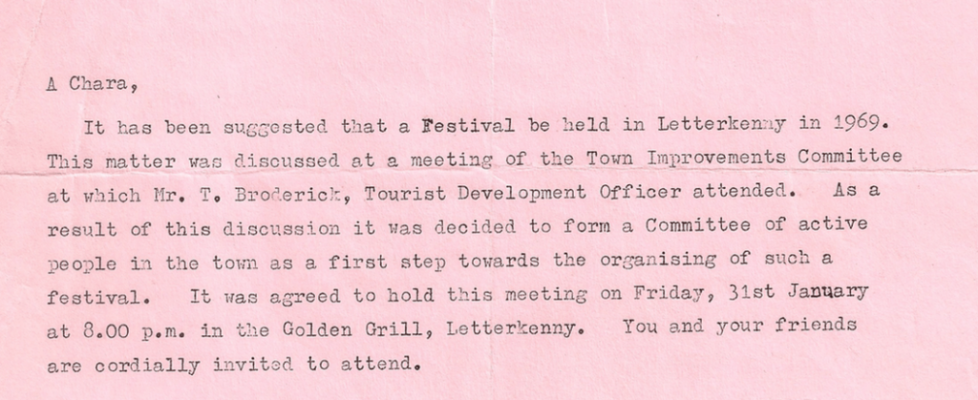 A Chara,
It has been suggested that a Festival be held in Letterkenny in 1969.
This matter was discussed at a meeting of the Town Improvements Committee
at which Mr. T. Broderick, Tourist Development Officer attended. As a
result of this discussion it was decided to form a Committee of active
people in the town as a first step towards the organising of such a
festival. It was agreed to hold this meeting on Friday, 31st January
at 8.00 p.m. in the Golden Grill, Letterkenny. You and your friends
are cordially invited to attend.